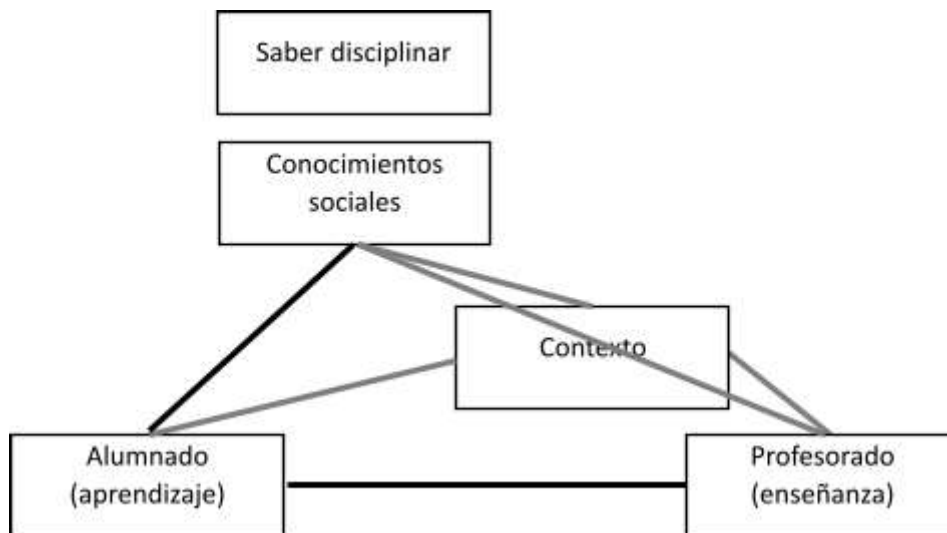 Saber disciplinar
Conocimientos
sociales
Contexto
Alumnado
(aprendizaje)
Profesorado
(enseñanza)